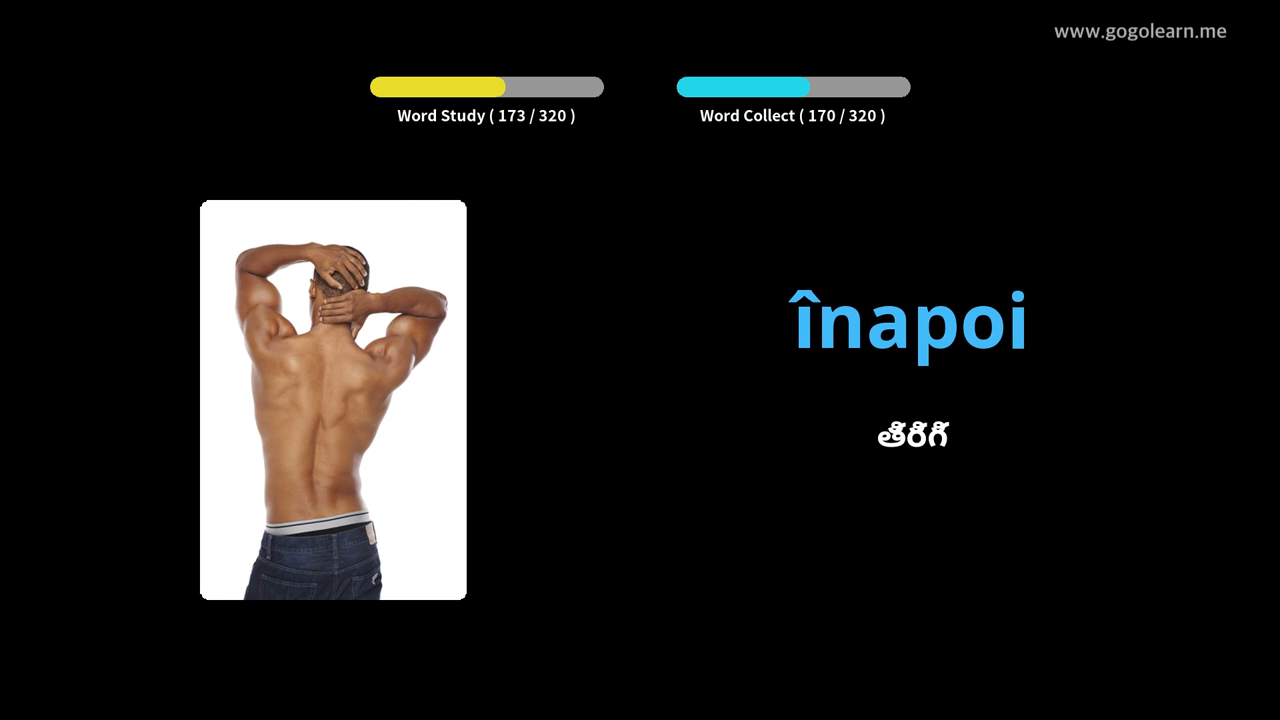 www.gogolearn.me
Word Study ( 173 / 320 )
Word Collect ( 170 / 320 )
înapoi
తిరిగి